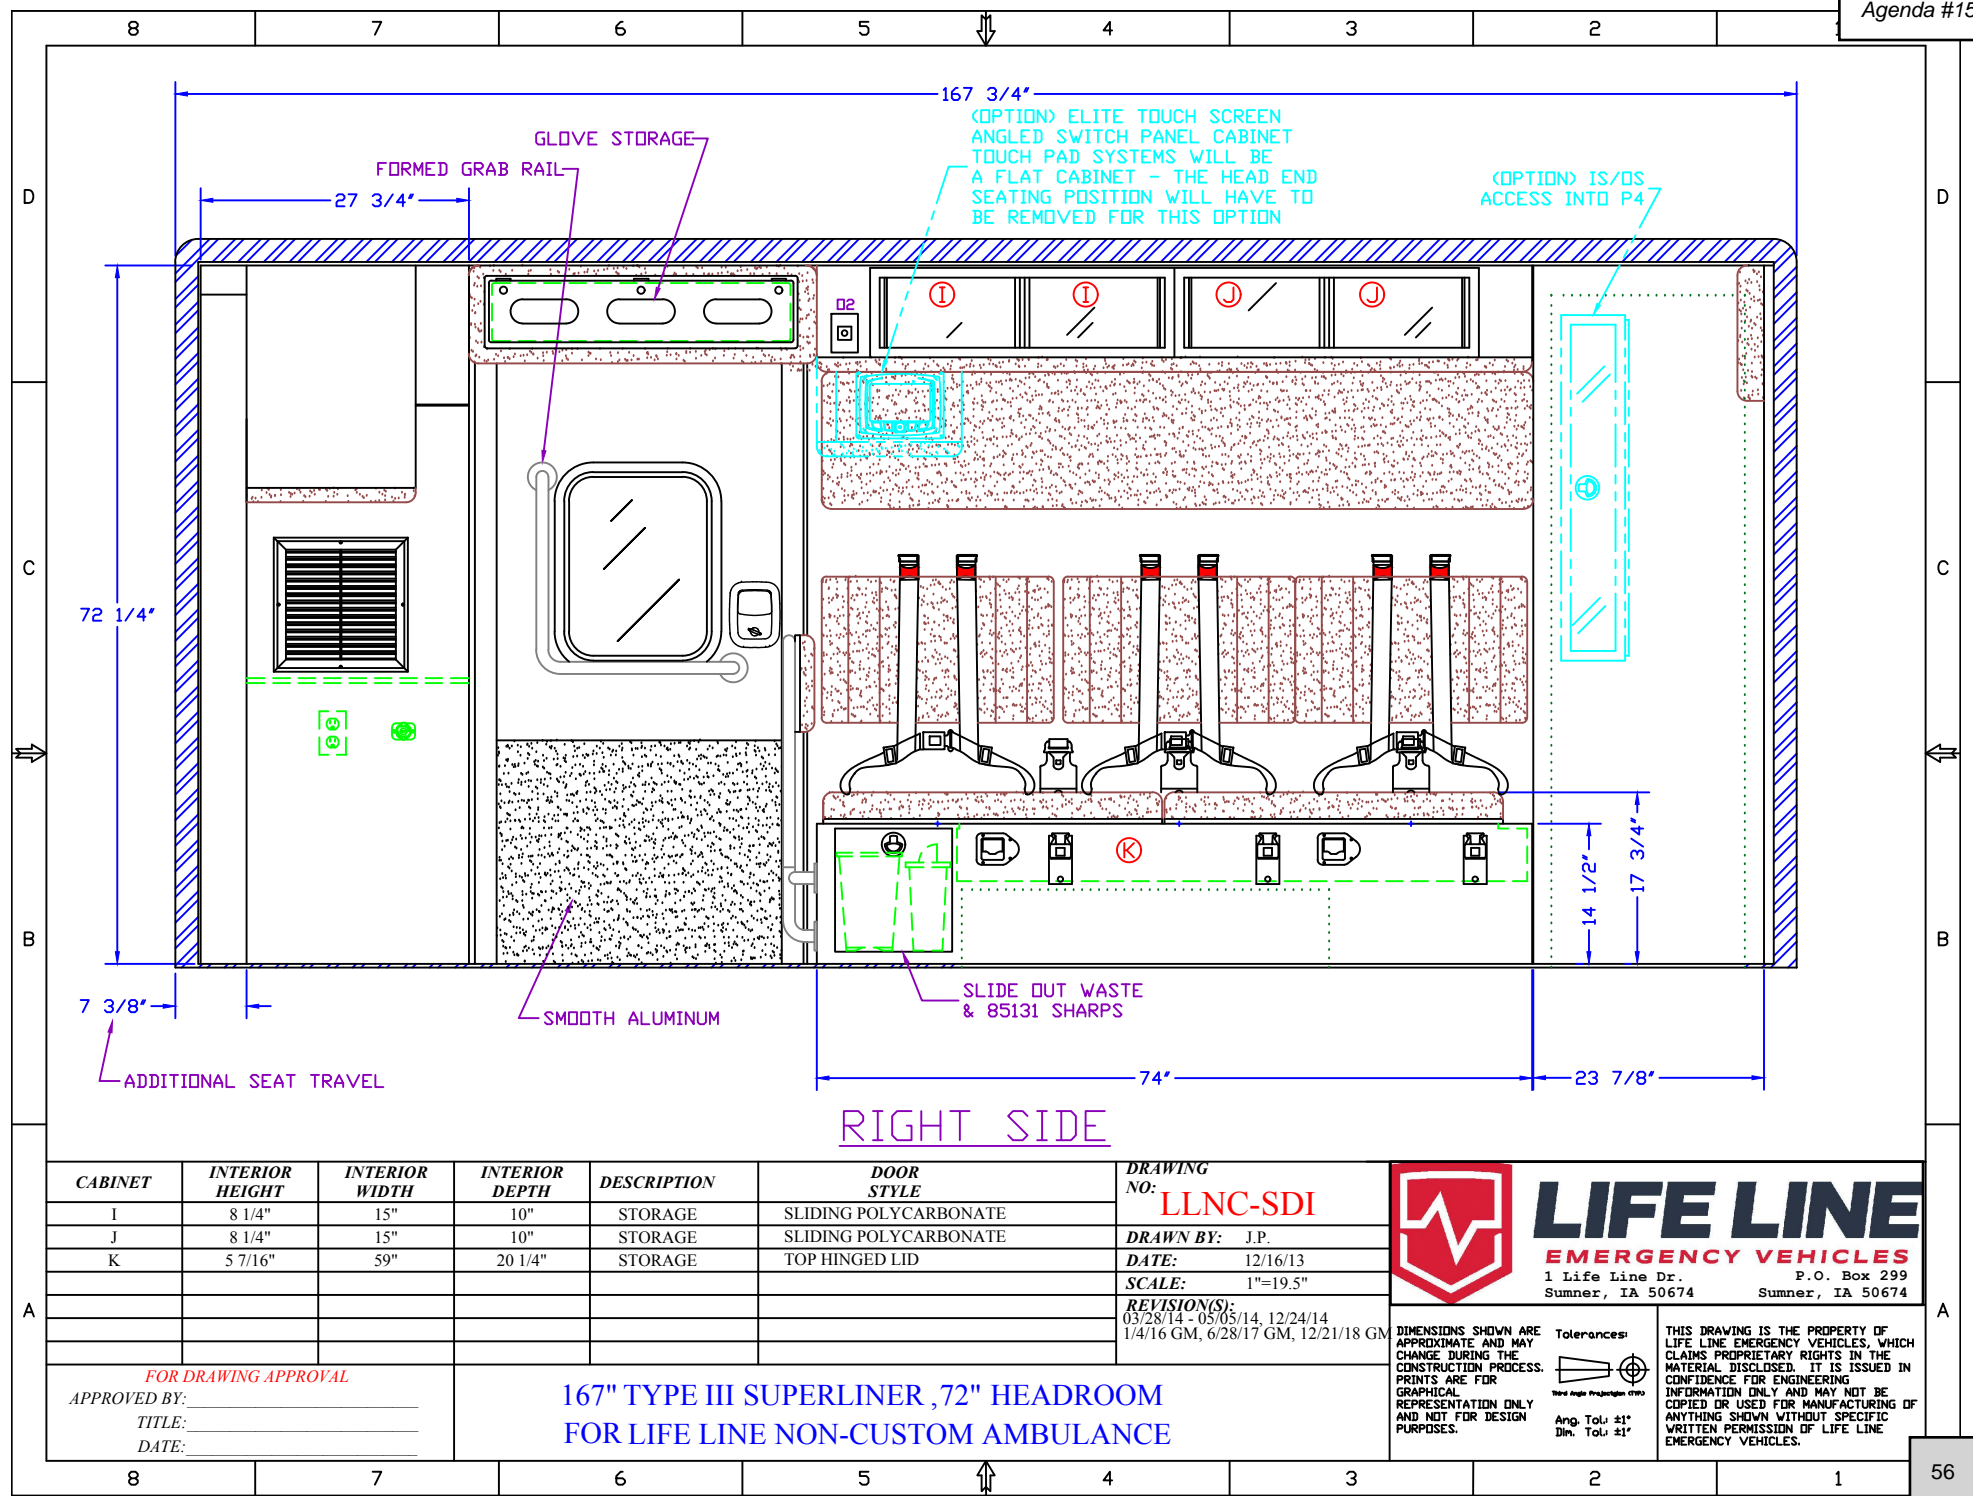 Agenda #15
8 7 6 5 4 3 2
167 3/4"
(OPTION) ELITE TOUCH SCREEN
ANGLED SWITCH PANEL CABINET
TOUCH PAD SYSTEMS WILL BE
A FLAT CABINET - THE HEAD END
SEATING POSITION WILL HAVE TO
BE REMOVED FOR THIS OPTION
GLOVE STORAGE
FORMED GRAB RAIL
(OPTION) IS/OS
ACCESS INTO P4
D
27 3/4"
D
O2
I I J J
C
72 1/4"
C
K
14 1/2"
17 3/4"
B
B
7 3/8"
SMOOTH ALUMINUM
SLIDE OUT WASTE
& 85131 SHARPS
ADDITIONAL SEAT TRAVEL
74"
23 7/8"
RIGHT SIDE
CABINET INTERIOR HEIGHT INTERIOR WIDTH INTERIOR DEPTH DESCRIPTION DOOR STYLE
I 8 1/4" 15" 10" STORAGE SLIDING POLYCARBONATE
J 8 1/4" 15" 10" STORAGE SLIDING POLYCARBONATE
K 5 7/16" 59" 20 1/4" STORAGE TOP HINGED LID
DRAWING
NO: LLNC-SDI
DRAWN BY: J.P.
DATE: 12/16/13
SCALE: 1"=19.5"
REVISION(S):
03/28/14 - 05/05/14, 12/24/14
1/4/16 GM, 6/28/17 GM, 12/21/18 GM
LIFE LINE
EMERGENCY VEHICLES
1 Life Line Dr. P.O. Box 299
Sumner, IA 50674 Sumner, IA 50674
A
A
FOR DRAWING APPROVAL
APPROVED BY:
TITLE:
DATE:
167" TYPE III SUPERLINER ,72" HEADROOM
FOR LIFE LINE NON-CUSTOM AMBULANCE
DIMENSIONS SHOWN ARE
APPROXIMATE AND MAY
CHANGE DURING THE
CONSTRUCTION PROCESS.
PRINTS ARE FOR
GRAPHICAL
REPRESENTATION ONLY
AND NOT FOR DESIGN
PURPOSES.
Tolerances:
Third Angle Projection (TYP.)
Ang. Tol.: ±1°
Dim. Tol.: ±1"
THIS DRAWING IS THE PROPERTY OF
LIFE LINE EMERGENCY VEHICLES, WHICH
CLAIMS PROPRIETARY RIGHTS IN THE
MATERIAL DISCLOSED. IT IS ISSUED IN
CONFIDENCE FOR ENGINEERING
INFORMATION ONLY AND MAY NOT BE
COPIED OR USED FOR MANUFACTURING OF
ANYTHING SHOWN WITHOUT SPECIFIC
WRITTEN PERMISSION OF LIFE LINE
EMERGENCY VEHICLES.
8 7 6 5 4 3 2 1
56